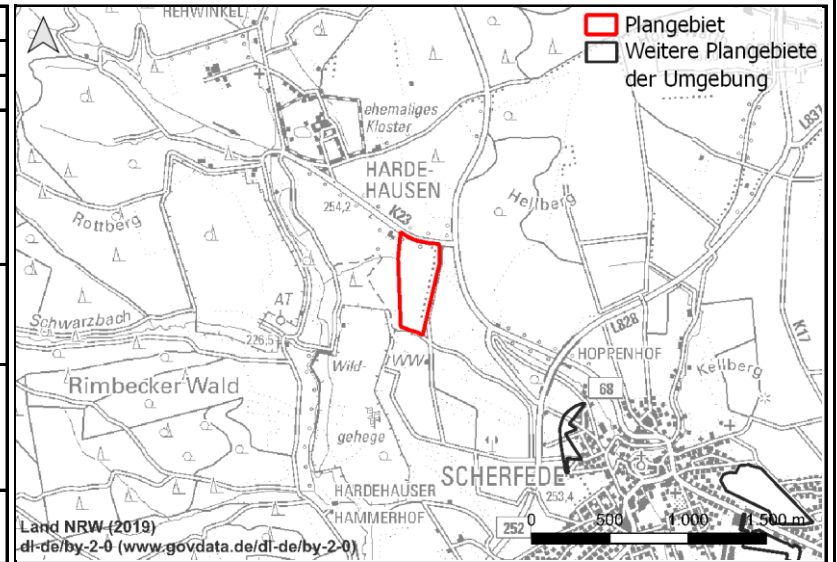 HEHWINKEL
Plangebiet
Weitere Plangebiete
der Umgebung
ehemaliges
Kloster
L837
HARDE-
HAUSEN
254,2
K23
Hellberg
Rottberg
AT
Schwarzbach
226,5
L828
K17
HOPPENHOF
Wild-
WW
Kellberg
Rimbecker Wald
68
gehege
SCHERFEDE
HARDEHAUSER
HAMMERHOF
253,4
252
0 500 1.000 1.500 m
Land NRW (2019)
dl-de/by-2-0 (www.govdata.de/dl-de/by-2-0)